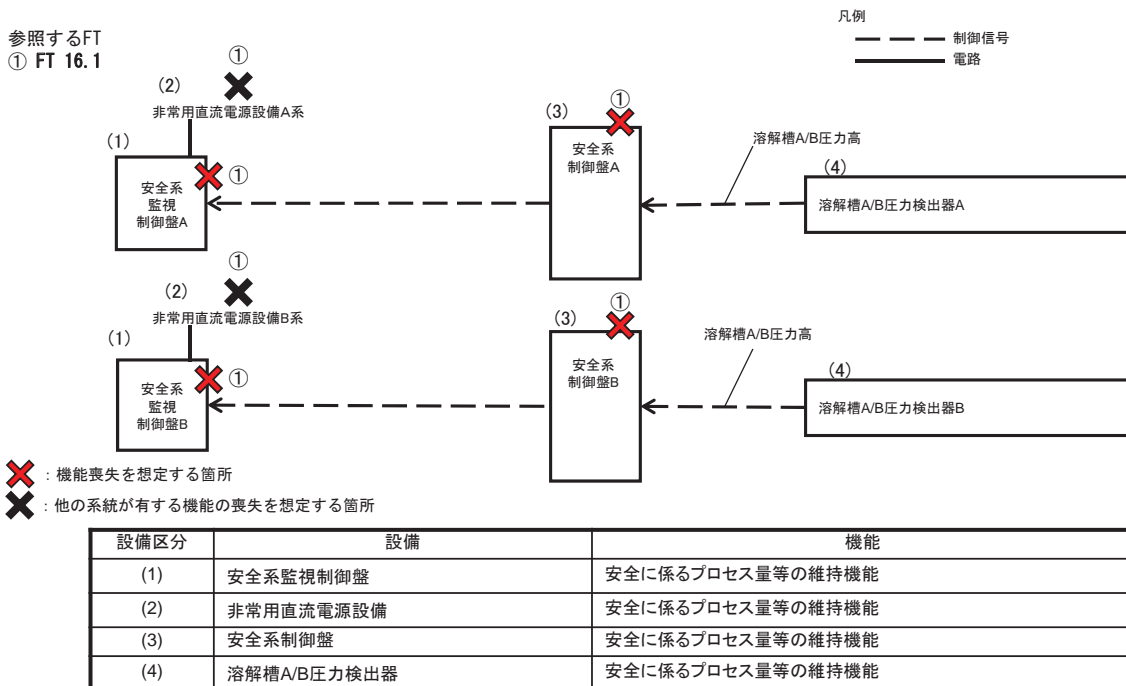 凡例
制御信号
電路
参照するFT
① FT 16.1
①
(2)
非常用直流電源設備A系
(1)
①
安全系
監視
制御盤A
(3)
①
安全系
制御盤A
溶解槽A/B圧力高
(4)
溶解槽A/B圧力検出器A
①
(2)
非常用直流電源設備B系
(1)
①
安全系
監視
制御盤B
(3)
①
安全系
制御盤B
溶解槽A/B圧力高
(4)
溶解槽A/B圧力検出器B
：機能喪失を想定する箇所
：他の系統が有する機能の喪失を想定する箇所
設備区分 設備 機能
(1) 安全系監視制御盤 安全に係るプロセス量等の維持機能
(2) 非常用直流電源設備 安全に係るプロセス量等の維持機能
(3) 安全系制御盤 安全に係るプロセス量等の維持機能
(4) 溶解槽A/B圧力検出器 安全に係るプロセス量等の維持機能